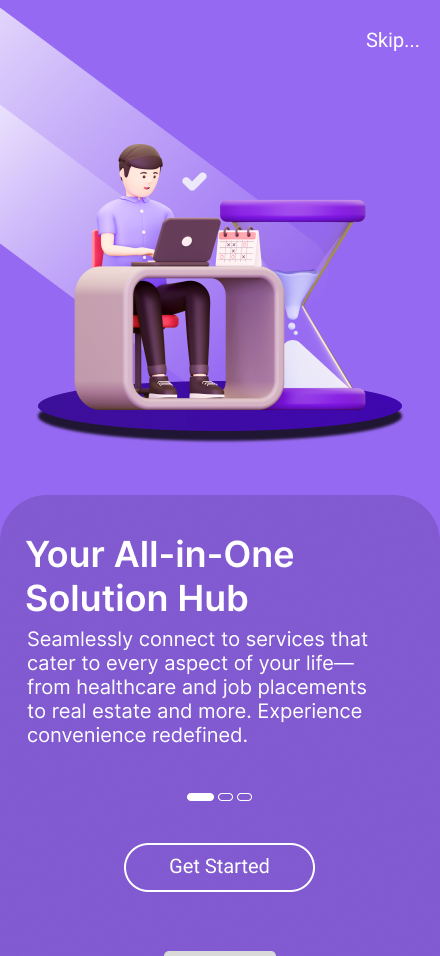 Skip...
Your All-in-One
Solution Hub
Seamlessly connect to services that
cater to every aspect of your life—
from healthcare and job placements
to real estate and more. Experience
convenience redefined.
Get Started